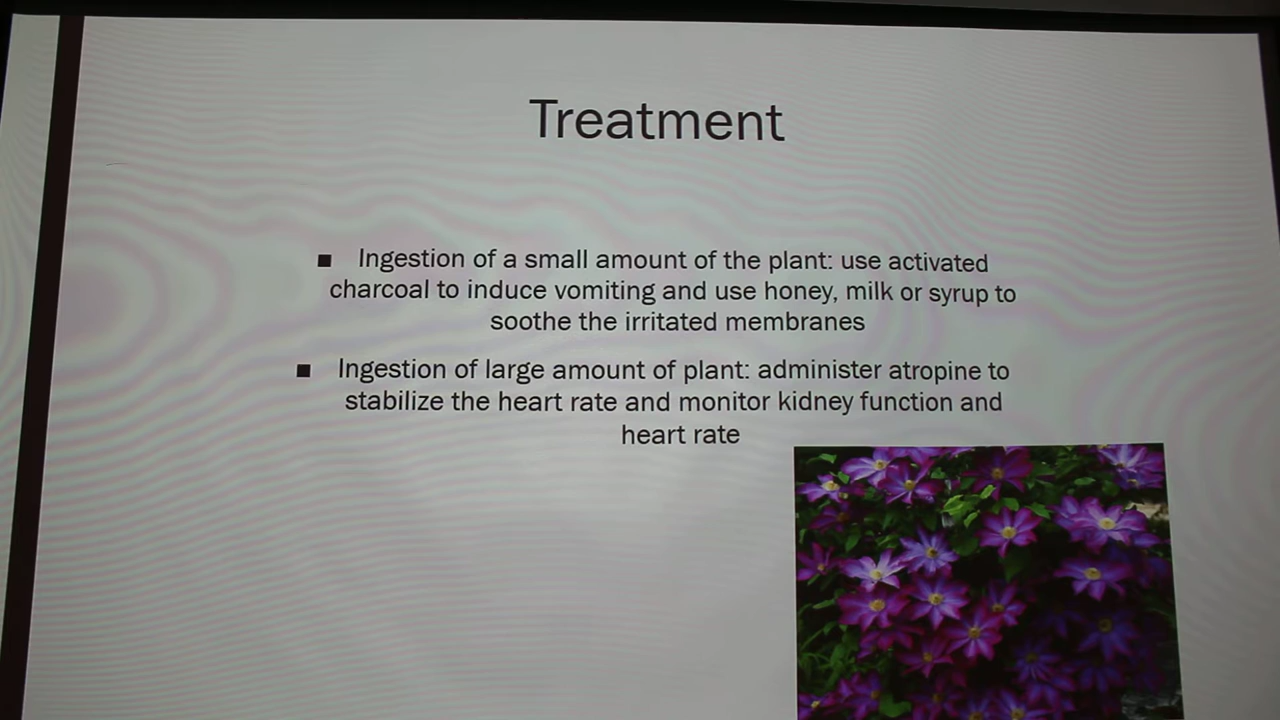 Treatment
▪ Ingestion of a small amount of the plant: use activated
charcoal to induce vomiting and use honey, milk or syrup to
soothe the irritated membranes
▪ Ingestion of large amount of plant: administer atropine to
stabilize the heart rate and monitor kidney function and
heart rate